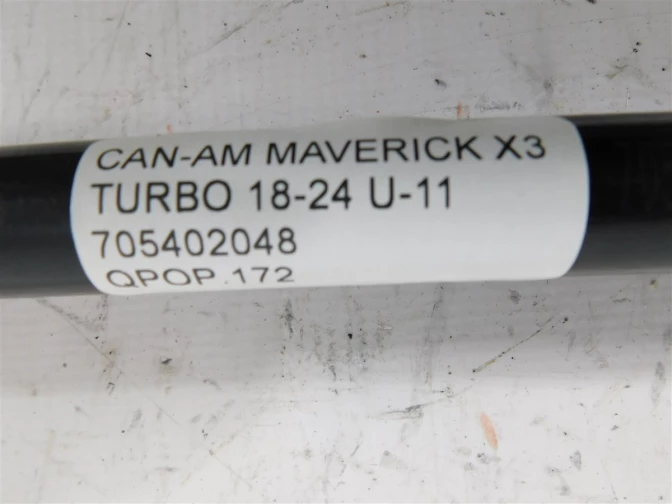 CAN-AM MAVERICK X3
TURBO 18-24 U-11
705402048
QPOP.172